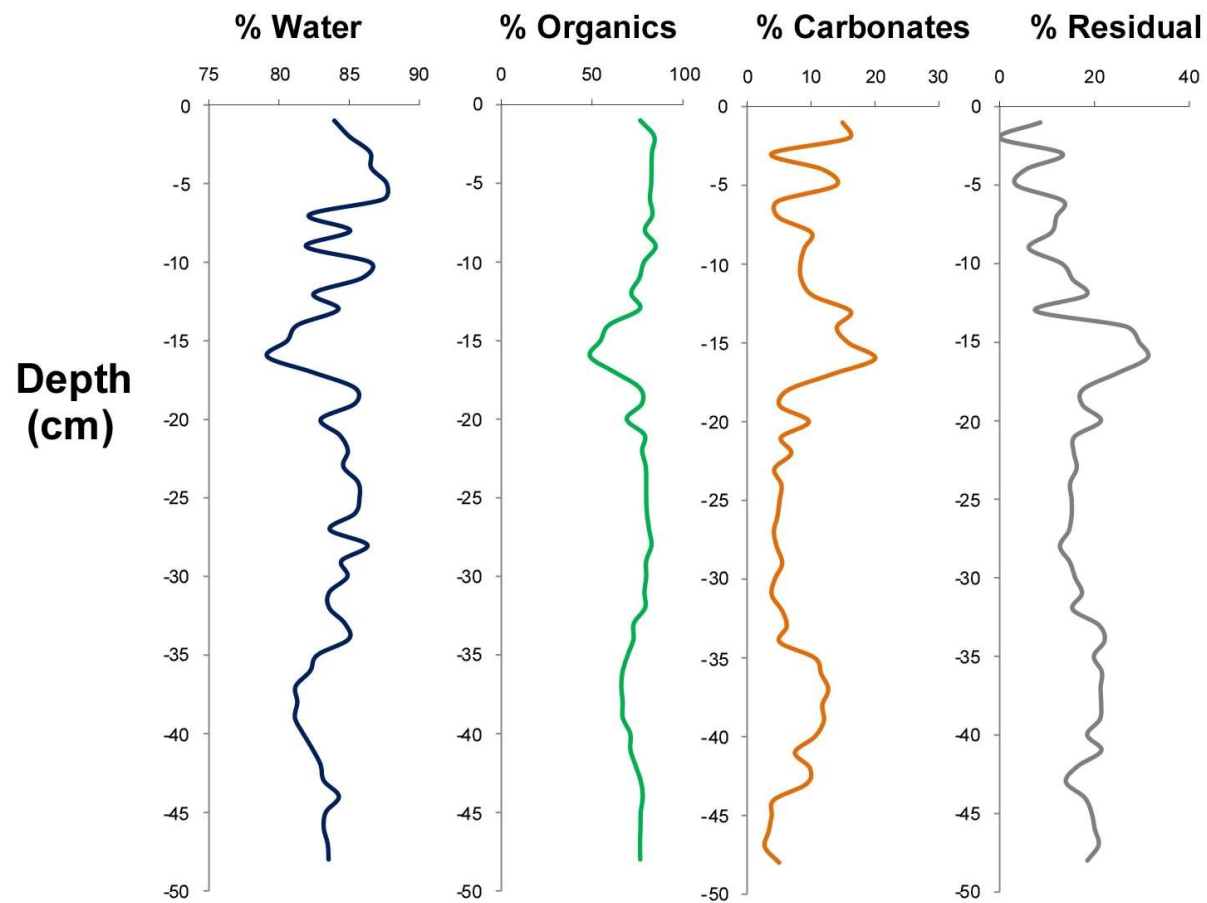 % Water % Organics % Carbonates % Residual
75 80 85 90 0 50 100 0 10 20 30 0 20 40
0 0 0 0
-5 -5 -5 -5
-10 -10 -10 -10
-15 -15 -15 -15
Depth
(cm)
-20 -20 -20 -20
-25 -25 -25 -25
-30 -30 -30 -30
-35 -35 -35 -35
-40 -40 -40 -40
-45 -45 -45 -45
-50 -50 -50 -50